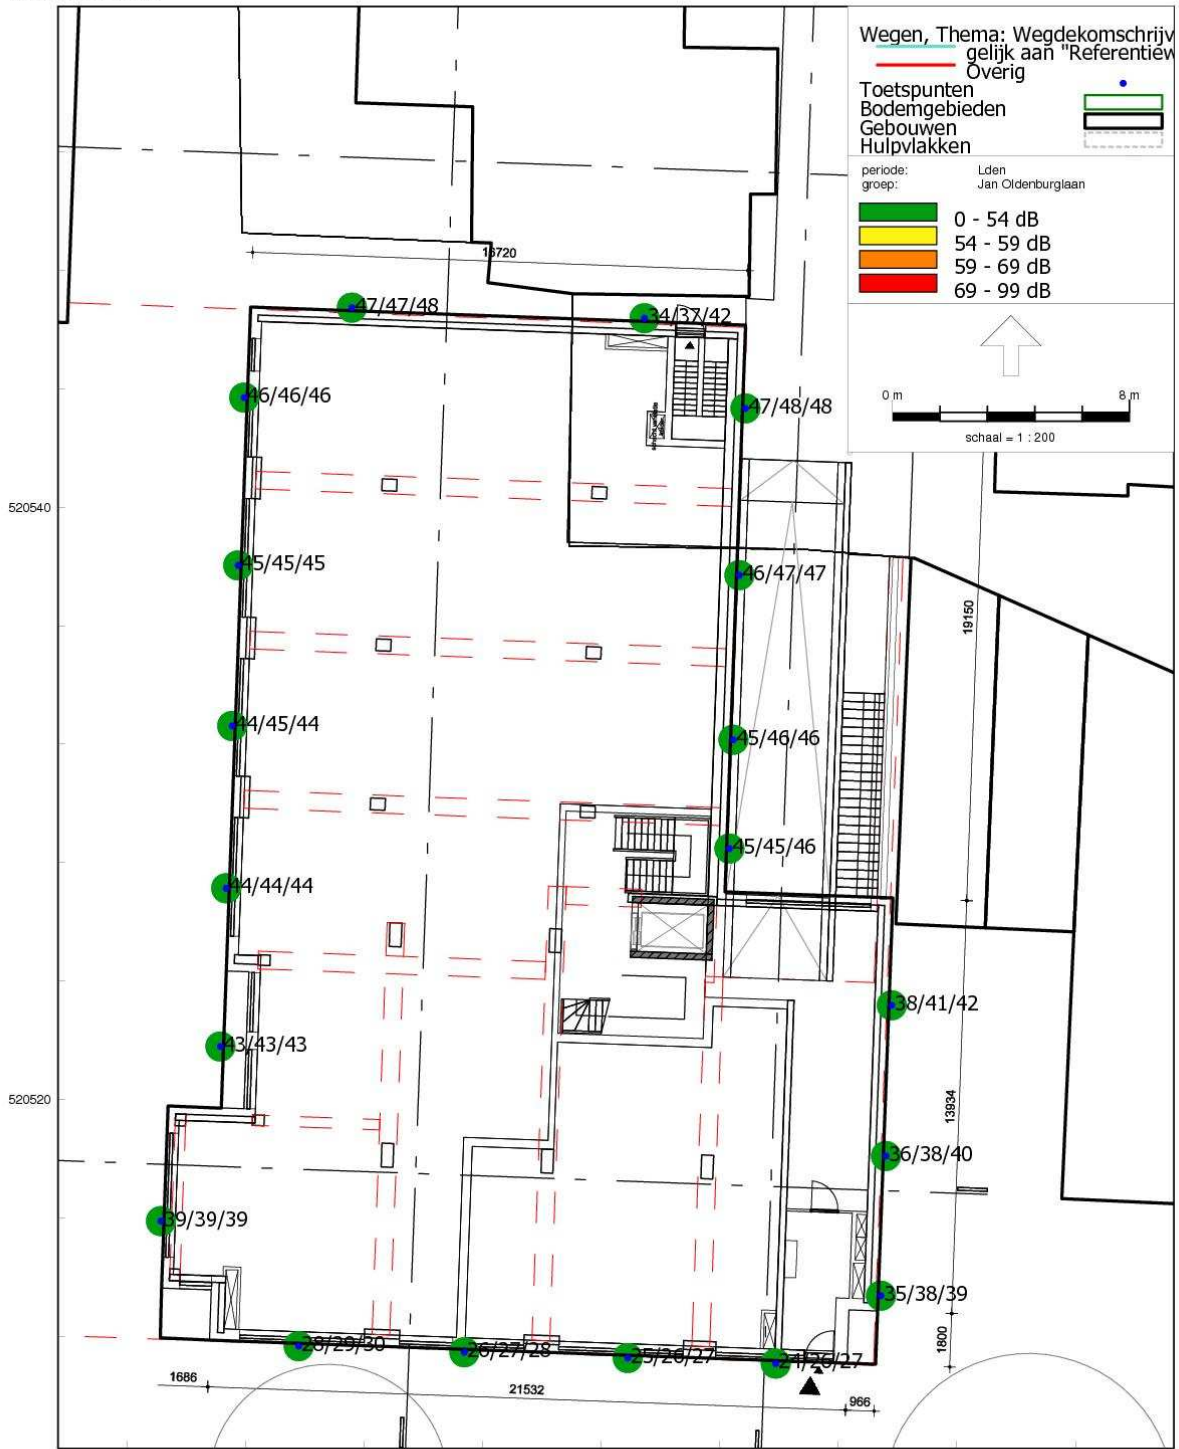 Wegen, Thema: Wegdekomschrijv
gelijk aan "Referentiew
Overig
Toetspunten
Bodemgebieden
Gebouwen
Hulpvlakken
periode: Lden
groep: Jan Oldenburglaan
0 - 54 dB
54 - 59 dB
59 - 69 dB
69 - 99 dB
0 m 8 m
schaal = 1 : 200
16720
47/47/48
34/37/42
46/46/46
47/48/48
520540
45/45/45
46/47/47
19150
44/45/44
45/46/46
45/45/46
44/44/44
38/41/42
43/43/43
520520
13934
36/38/40
39/39/39
35/38/39
1800
28/29/30
26/27/28
25/26/27
24/26/27
1686
21532
966